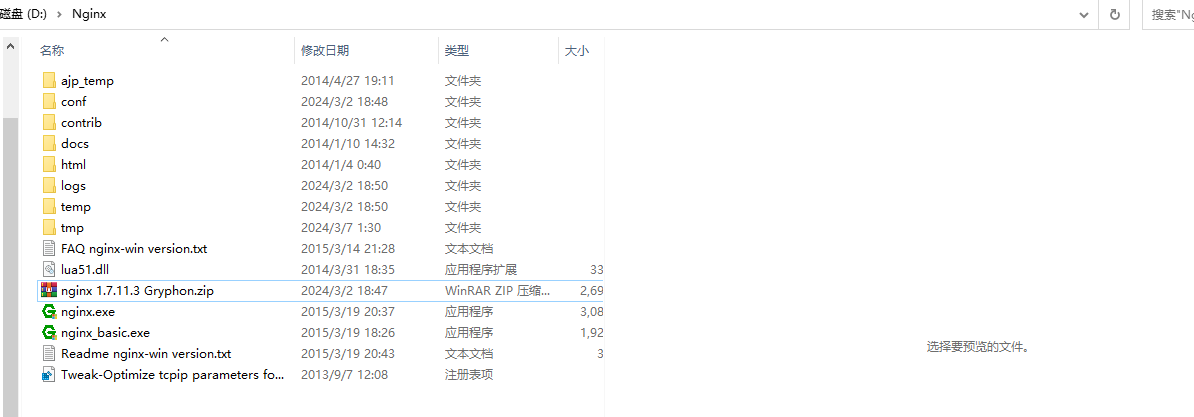 磁盘 (D:) › Nginx 搜索"Ng
名称 修改日期 类型 大小
ajp_temp 2014/4/27 19:11 文件夹
conf 2024/3/2 18:48 文件夹
contrib 2014/10/31 12:14 文件夹
docs 2014/1/10 14:32 文件夹
html 2014/1/4 0:40 文件夹
logs 2024/3/2 18:50 文件夹
temp 2024/3/2 18:50 文件夹
tmp 2024/3/7 1:30 文件夹
FAQ nginx-win version.txt 2015/3/14 21:28 文本文档
lua51.dll 2014/3/31 18:35 应用程序扩展 33
nginx 1.7.11.3 Gryphon.zip 2024/3/2 18:47 WinRAR ZIP 压缩... 2,69
nginx.exe 2015/3/19 20:37 应用程序 3,08
nginx_basic.exe 2015/3/19 18:26 应用程序 1,92
Readme nginx-win version.txt 2015/3/19 20:43 文本文档 3
Tweak-Optimize tcpip parameters fo... 2013/9/7 12:08 注册表项
选择要预览的文件。